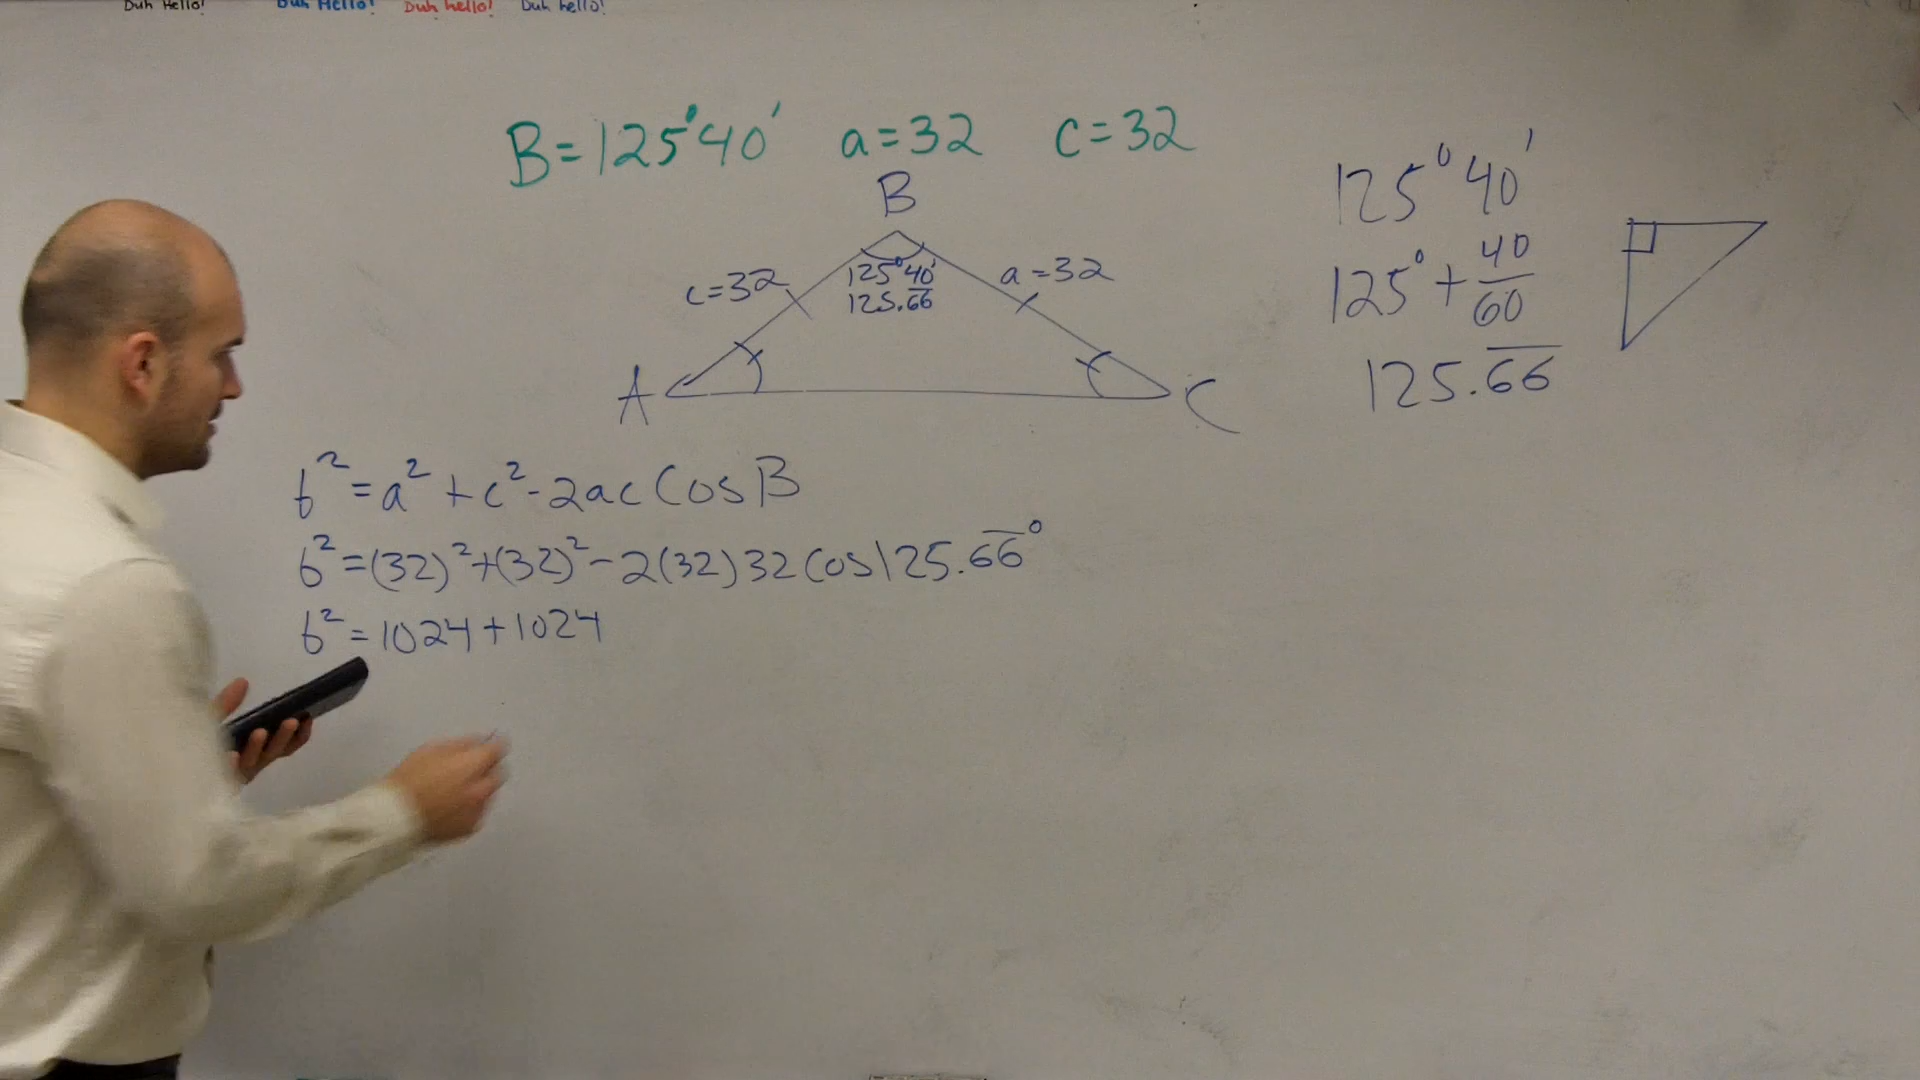 Duh Hello! Duh Hello! Duh hello! Duh hello!
B=125°40' a=32 c=32
B
c=32
125°40'
125.6̅6̅
a=32
A
C
125°40'
125°+40/60
125.6̅6̅
b²=a²+c²-2ac Cos B
b²=(32)²+(32)²-2(32)32 Cos 125.6̅6̅°
b²=1024+1024